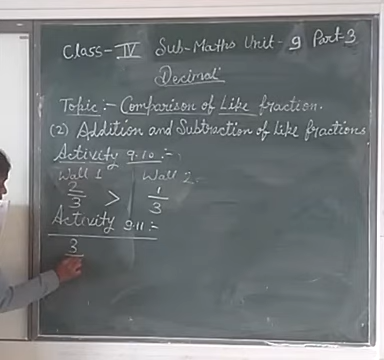 Class-IV Sub-Maths Unit-9 Part-3
Decimal
Topic:- Comparison of Like fraction.
(2) Addition and Subtraction of Like fractions
Activity 9.10:-
Wall 1 Wall 2
2/3 > 1/3
Activity 9.11:-
3